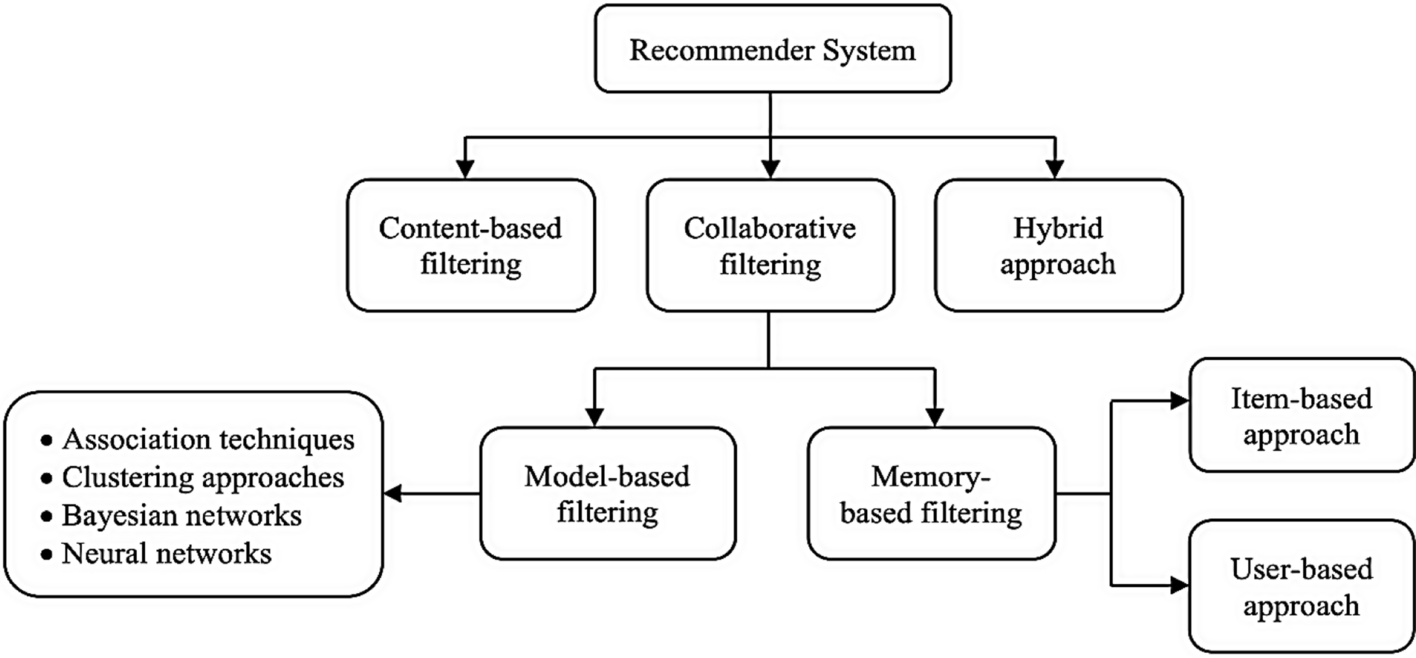 Recommender System
Content-based
filtering
Collaborative
filtering
Hybrid
approach
• Association techniques
• Clustering approaches
• Bayesian networks
• Neural networks
Model-based
filtering
Memory-
based filtering
Item-based
approach
User-based
approach